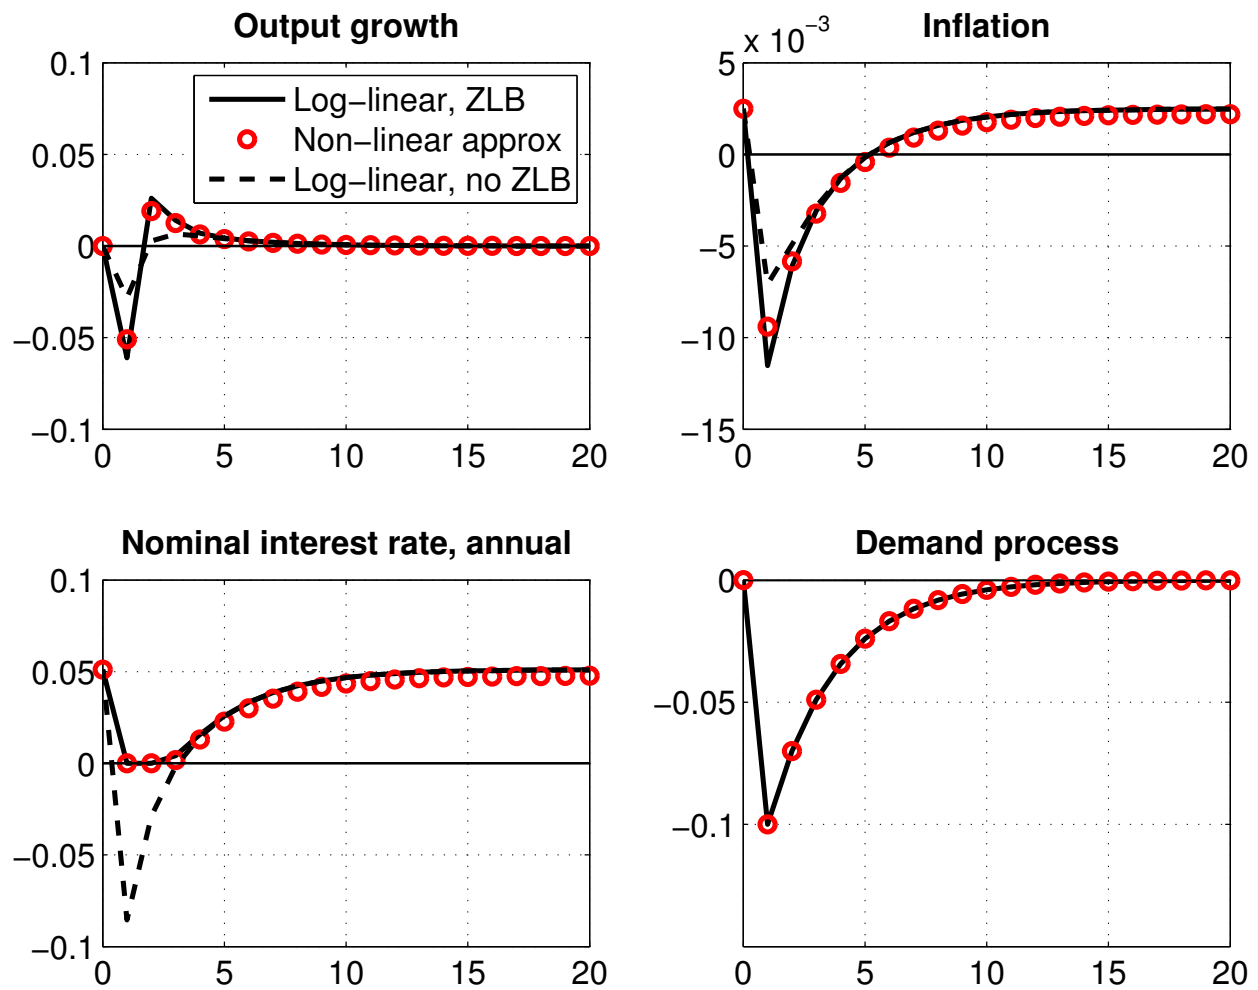 Output growth
0.1
0.05
0
−0.05
−0.1
0 5 10 15 20
Log−linear, ZLB
Non−linear approx
Log−linear, no ZLB
Inflation
x 10−3
5
0
−5
−10
−15
0 5 10 15 20
Nominal interest rate, annual
0.1
0.05
0
−0.05
−0.1
0 5 10 15 20
Demand process
0
−0.05
−0.1
0 5 10 15 20